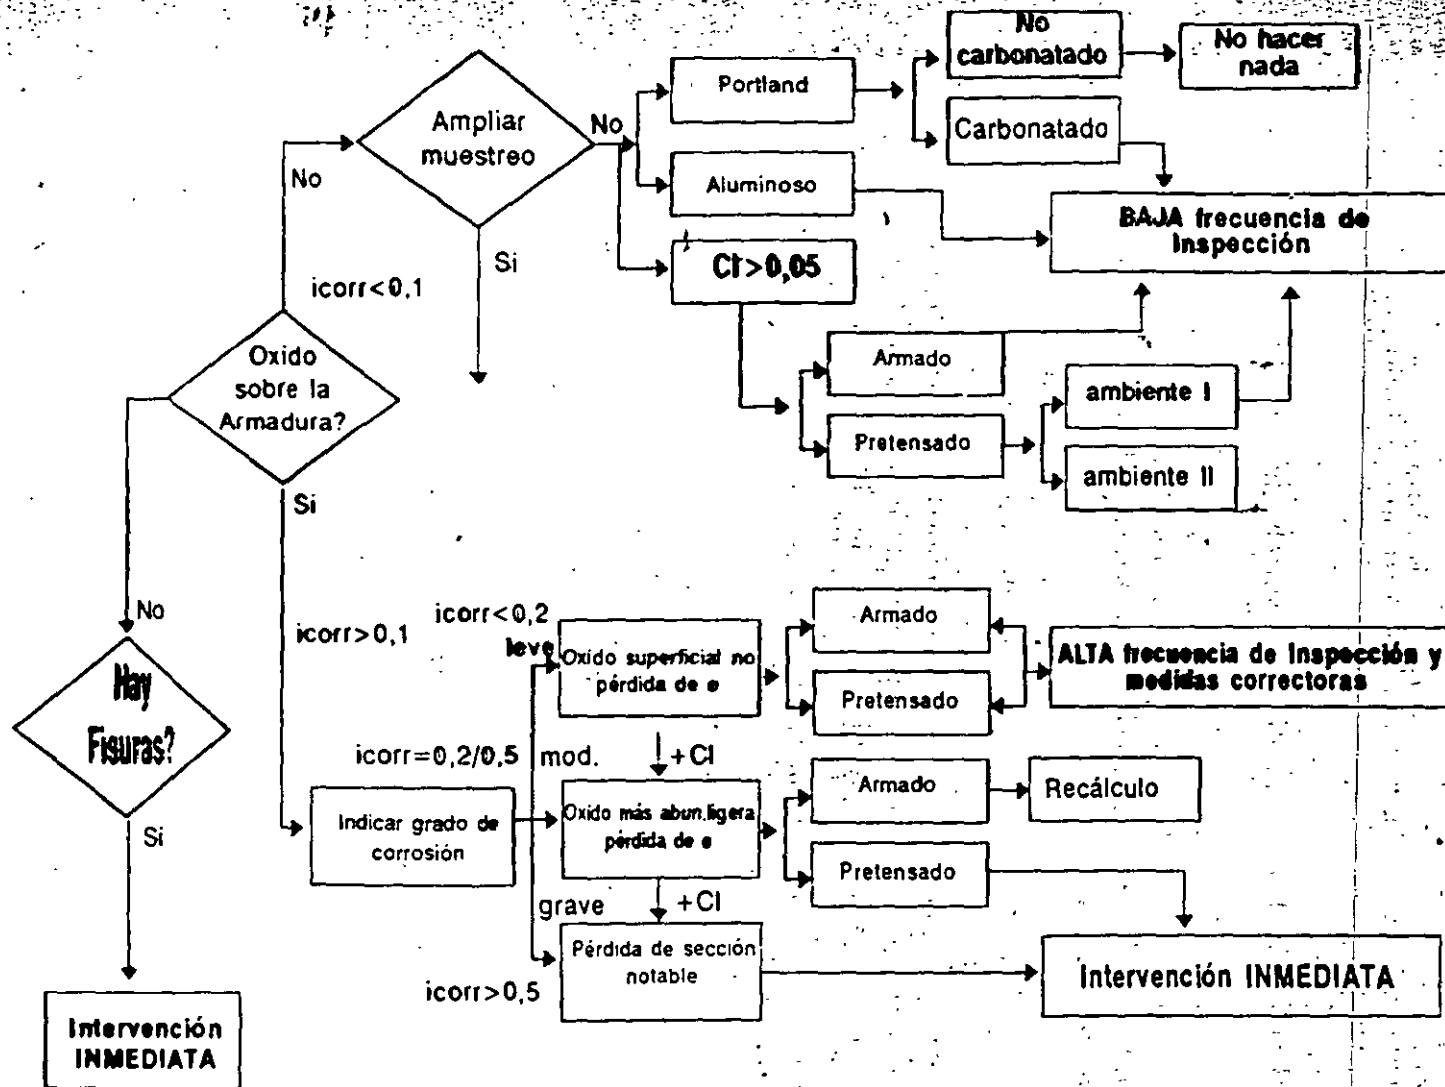 No
carbonatado
No hacer
nada
Portland
Carbonatado
Ampliar
muestreo
No
Aluminoso
BAJA frecuencia de
Inspección
No
Si
Cl>0,05
icorr<0,1
Oxido
sobre la
Armadura?
Armado
ambiente I
Pretensado
ambiente II
Si
No
icorr>0,1
icorr<0,2
leve
Oxido superficial no
pérdida de e
Armado
Pretensado
ALTA frecuencia de Inspección y
medidas correctoras
Hay
Fisuras?
icorr=0,2/0,5
mod.
+Cl
Indicar grado de
corrosión
Oxido más abun.ligera
pérdida de e
Armado
Recálculo
Pretensado
Si
grave
+Cl
Pérdida de sección
notable
icorr>0,5
Intervención INMEDIATA
Intervención
INMEDIATA